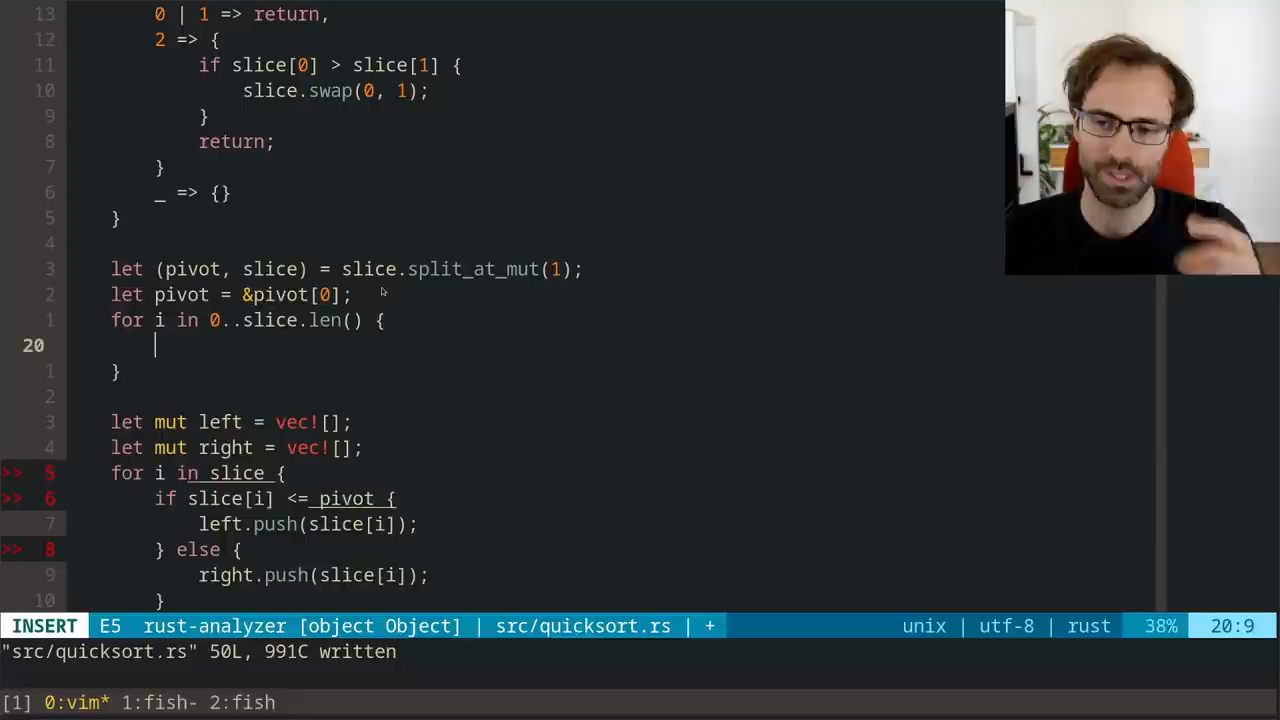 13 0 | 1 => return,
12 2 => {
11 if slice[0] > slice[1] {
10 slice.swap(0, 1);
9 }
8 return;
7 }
6 _ => {}
5 }
4
3 let (pivot, slice) = slice.split_at_mut(1);
2 let pivot = &pivot[0];
1 for i in 0..slice.len() {
20
1 }
2
3 let mut left = vec![];
4 let mut right = vec![];
>> 5 for i in slice {
>> 6 if slice[i] <= pivot {
7 left.push(slice[i]);
>> 8 } else {
9 right.push(slice[i]);
10 }
INSERT E5 rust-analyzer [object Object] | src/quicksort.rs | + unix | utf-8 | rust 38% 20:9
"src/quicksort.rs" 50L, 991C written
[1] 0:vim* 1:fish- 2:fish